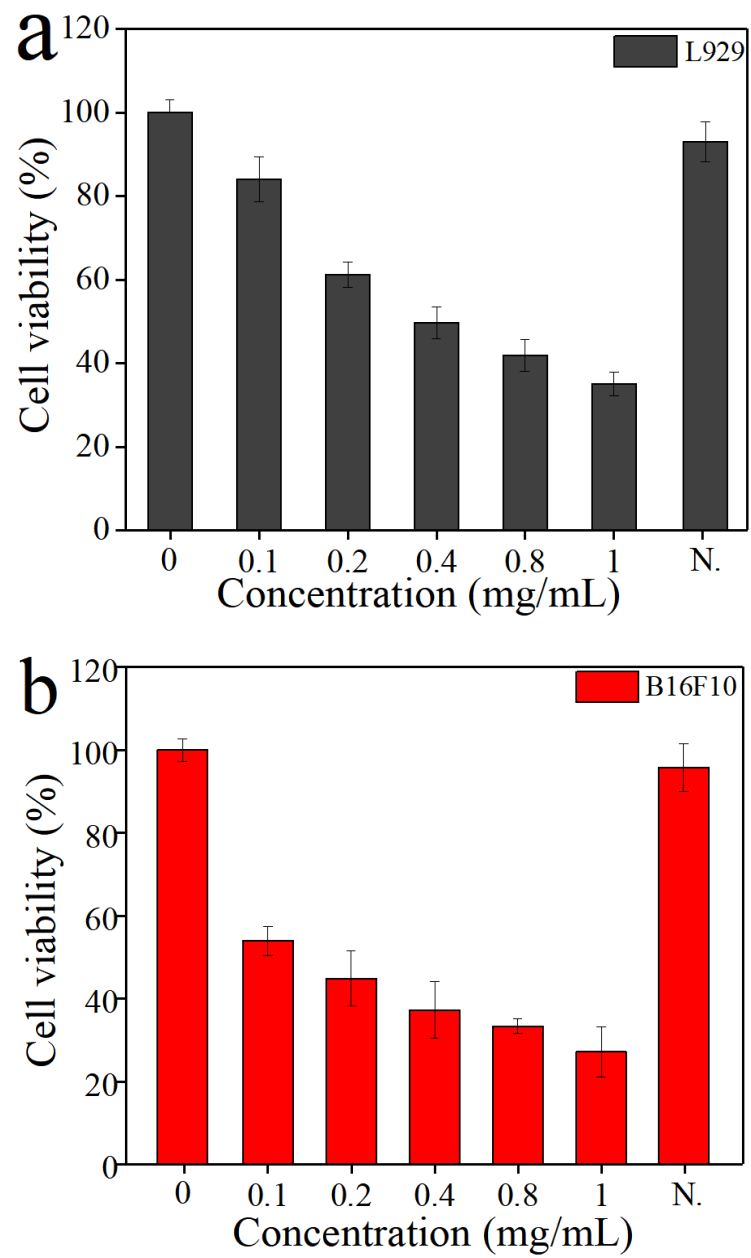 a
L929
120
100
80
60
40
20
0
Cell viability (%)
0 0.1 0.2 0.4 0.8 1 N.
Concentration (mg/mL)
b
B16F10
120
100
80
60
40
20
0
Cell viability (%)
0 0.1 0.2 0.4 0.8 1 N.
Concentration (mg/mL)